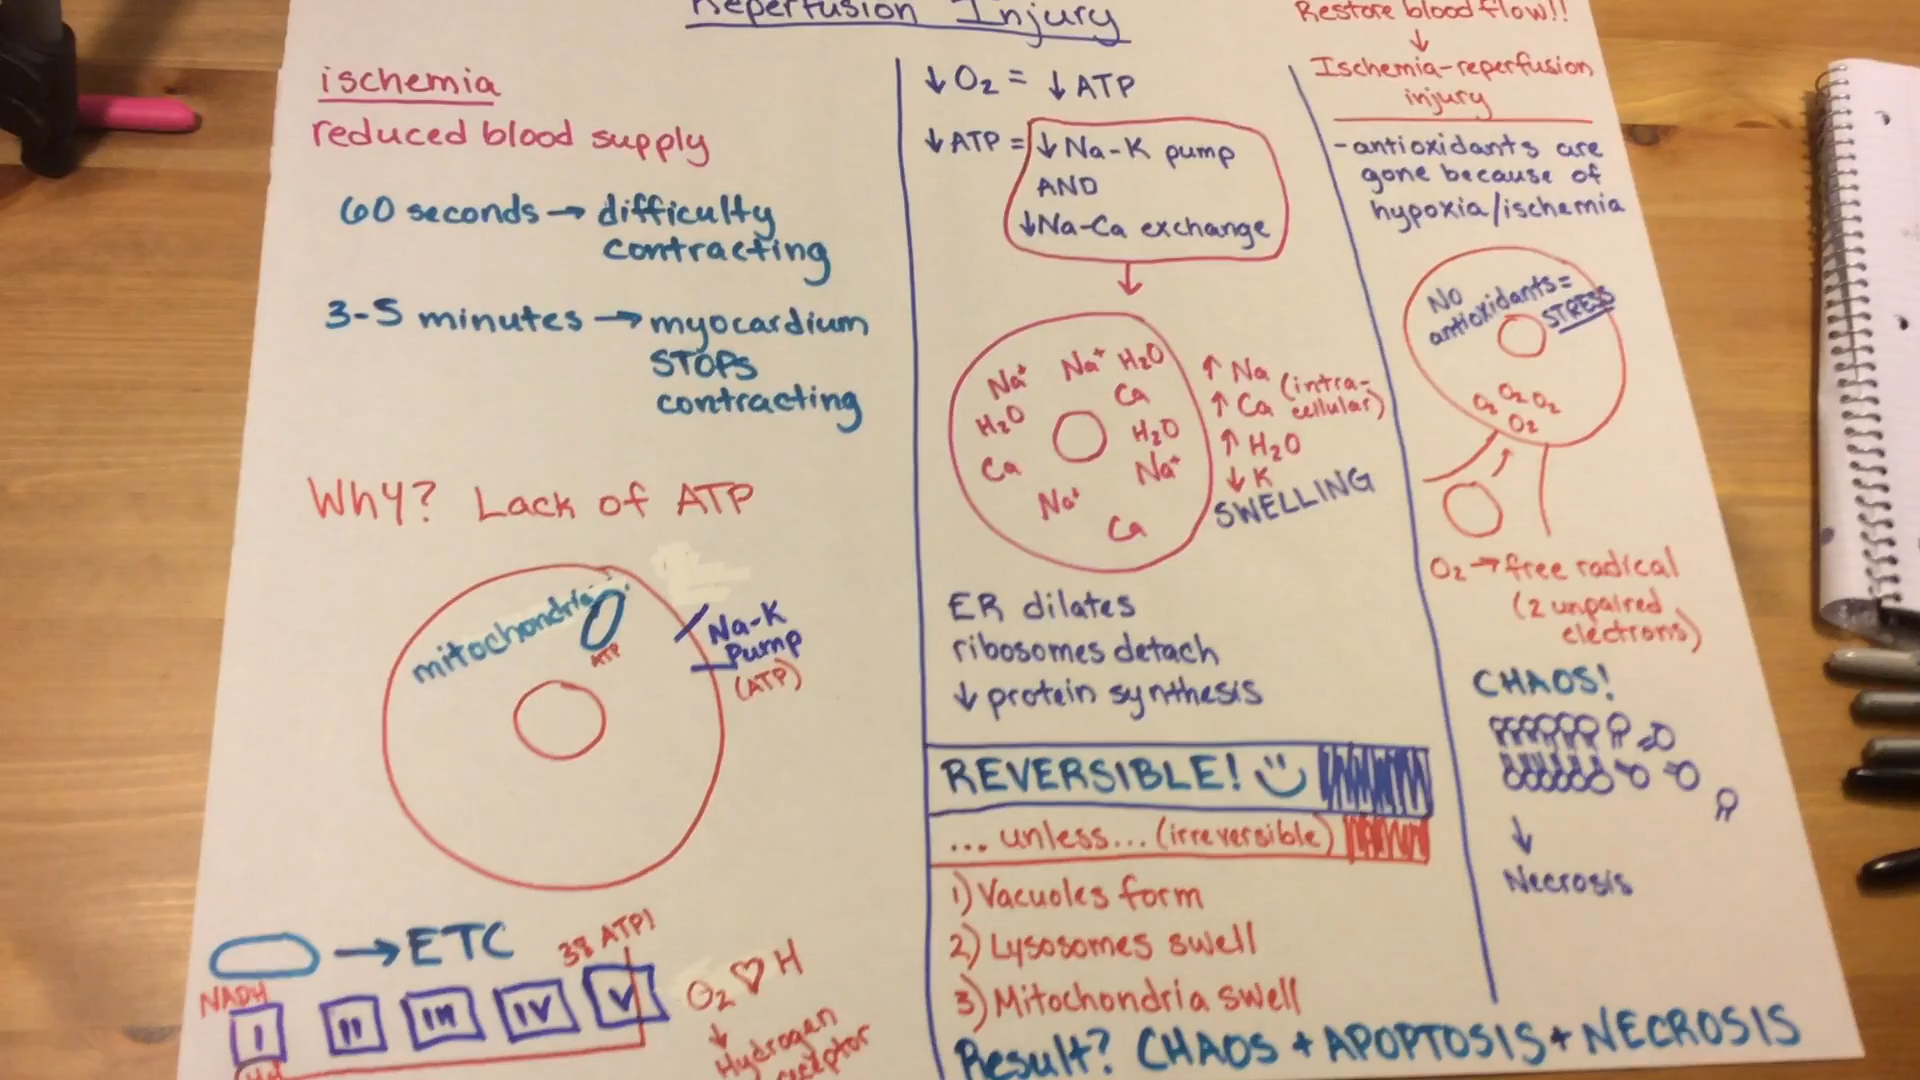 Reperfusion Injury
ischemia
reduced blood supply
60 seconds → difficulty
contracting
3-5 minutes → myocardium
STOPS
contracting
Why? Lack of ATP
mitochondria
ATP
Na-K
Pump
(ATP)
→ ETC
38 ATP!
NADH
I II III IV V
O₂ ♡ H
↓
Hydrogen
↓ O₂ = ↓ ATP
↓ ATP = ↓ Na-K pump
AND
↓ Na-Ca exchange
↓
Na⁺ Na⁺ H₂O
Ca
H₂O H₂O
Ca Na⁺
Na⁺
Ca
↑ Na (intra-
↑ Ca cellular)
↑ H₂O
↓ K
SWELLING
ER dilates
ribosomes detach
↓ protein synthesis
REVERSIBLE!
... unless... (irreversible)
1) Vacuoles form
2) Lysosomes swell
3) Mitochondria swell
Result? CHAOS + APOPTOSIS + NECROSIS
Restore blood flow!!
↓
Ischemia-reperfusion
injury
-antioxidants are
gone because of
hypoxia/ischemia
No
antioxidants=
STRESS
O₂ O₂ O₂
O₂
O₂ → free radical
(2 unpaired
electrons)
CHAOS!
↓
Necrosis